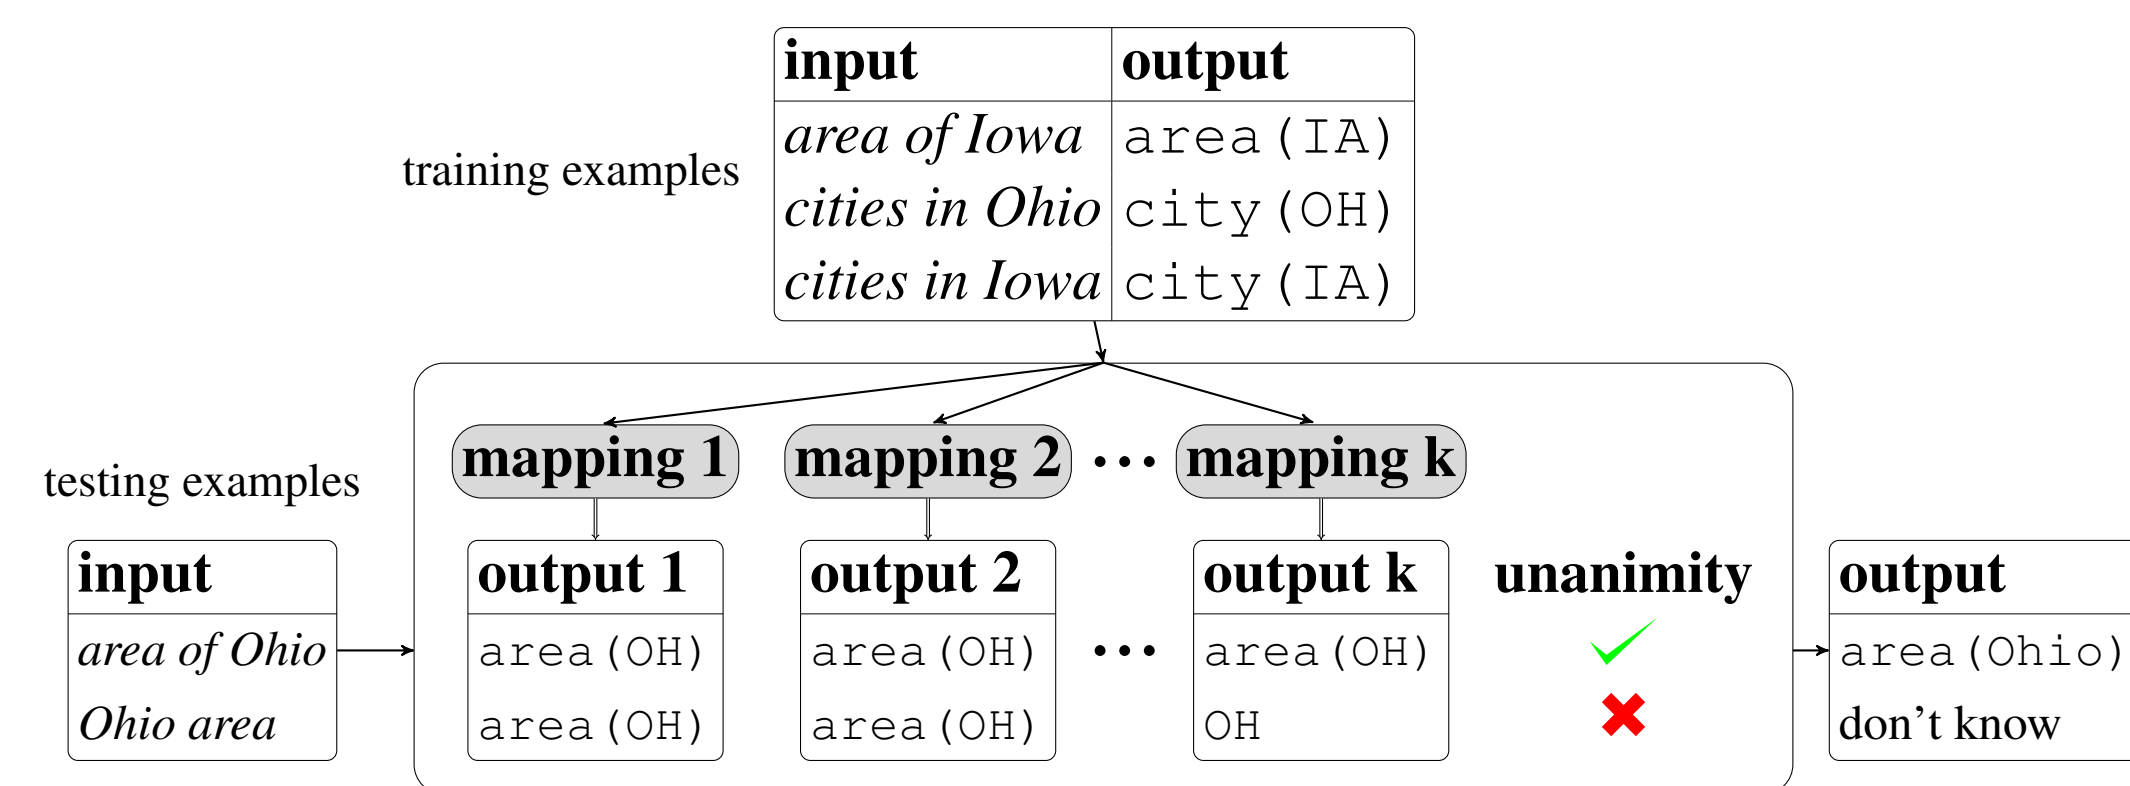 input output
area of Iowa area(IA)
training examples
cities in Ohio city(OH)
cities in Iowa city(IA)
mapping 1 mapping 2 ... mapping k
testing examples
input output 1 output 2 output k unanimity output
area of Ohio area(OH) area(OH) ... area(OH) area(Ohio)
Ohio area area(OH) area(OH) OH don't know